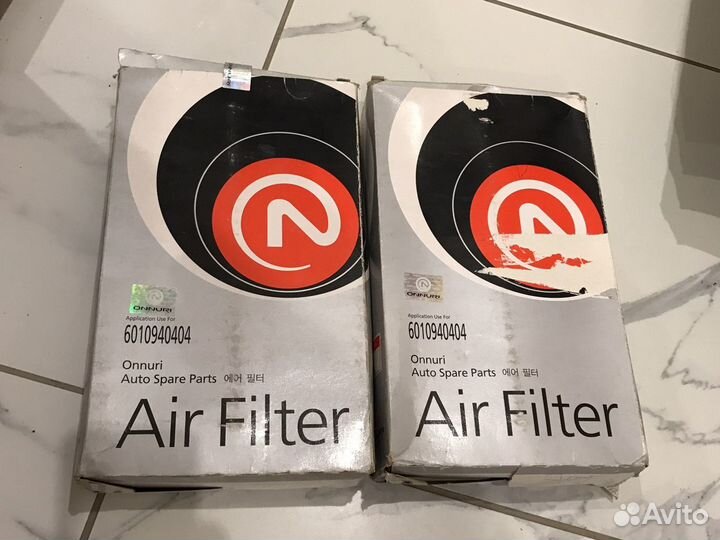 ONNURI
Application Use For
6010940404
Onnuri
Auto Spare Parts 에어 필터
Air Filter
ONNURI
Application Use For
6010940404
Onnuri
Auto Spare Parts 에어 필터
Air Filter
Avito